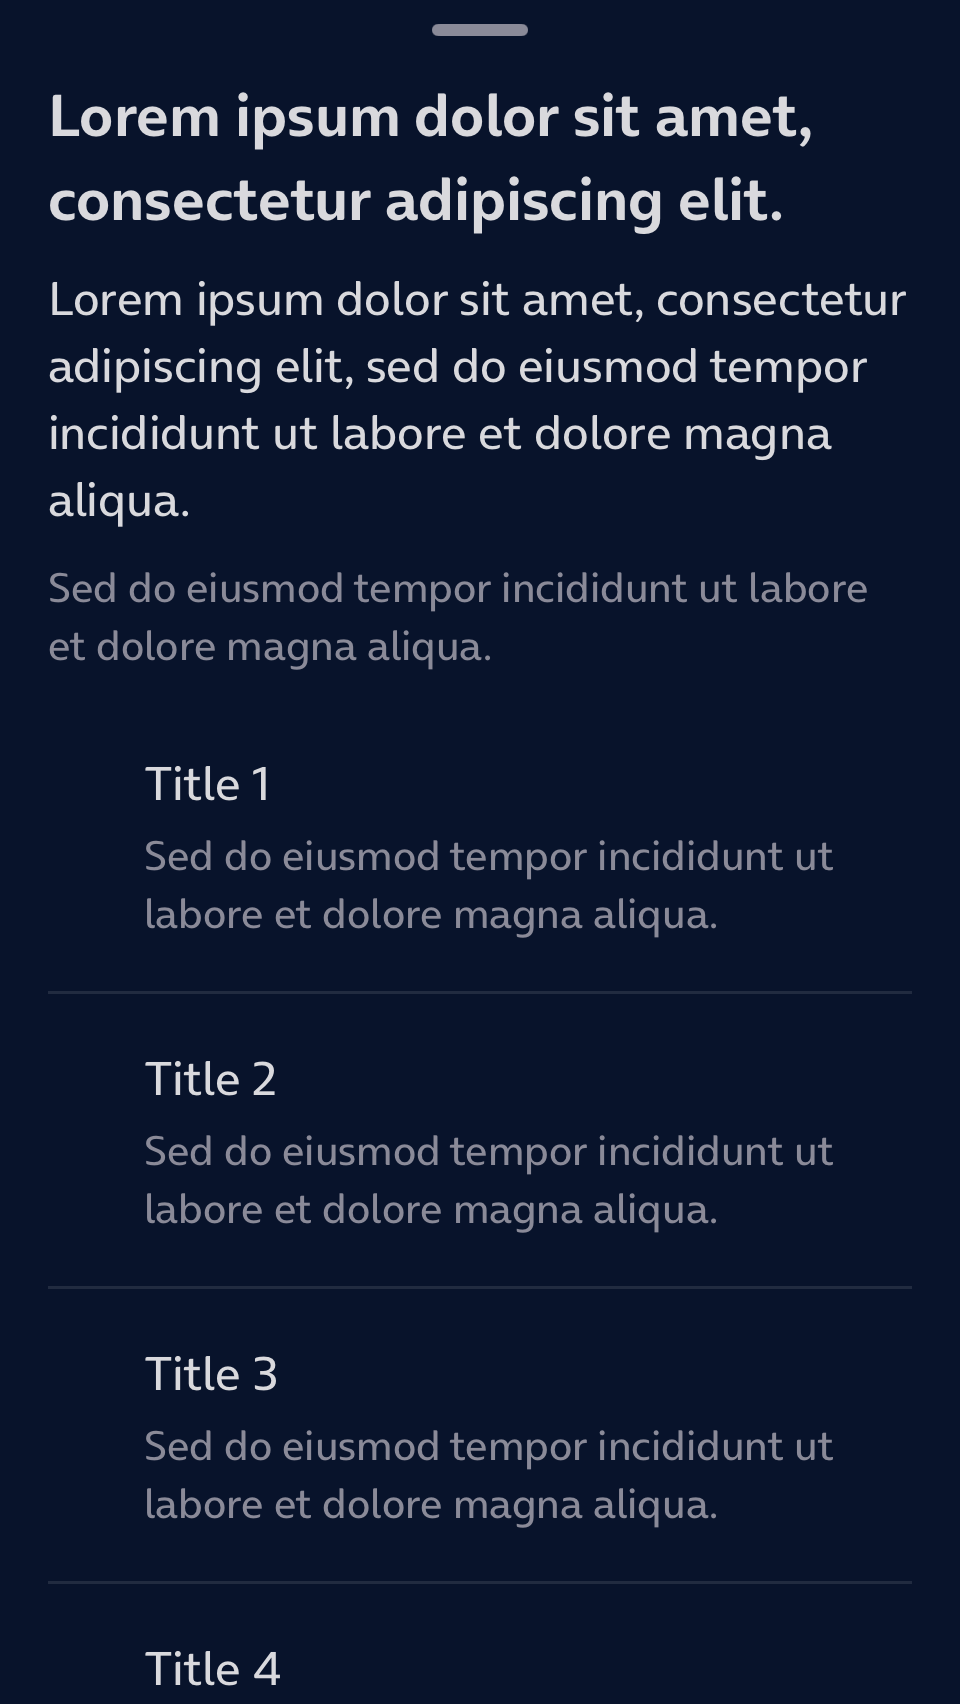 Lorem ipsum dolor sit amet,
consectetur adipiscing elit.
Lorem ipsum dolor sit amet, consectetur
adipiscing elit, sed do eiusmod tempor
incididunt ut labore et dolore magna
aliqua.
Sed do eiusmod tempor incididunt ut labore
et dolore magna aliqua.
Title 1
Sed do eiusmod tempor incididunt ut
labore et dolore magna aliqua.
Title 2
Sed do eiusmod tempor incididunt ut
labore et dolore magna aliqua.
Title 3
Sed do eiusmod tempor incididunt ut
labore et dolore magna aliqua.
Title 4